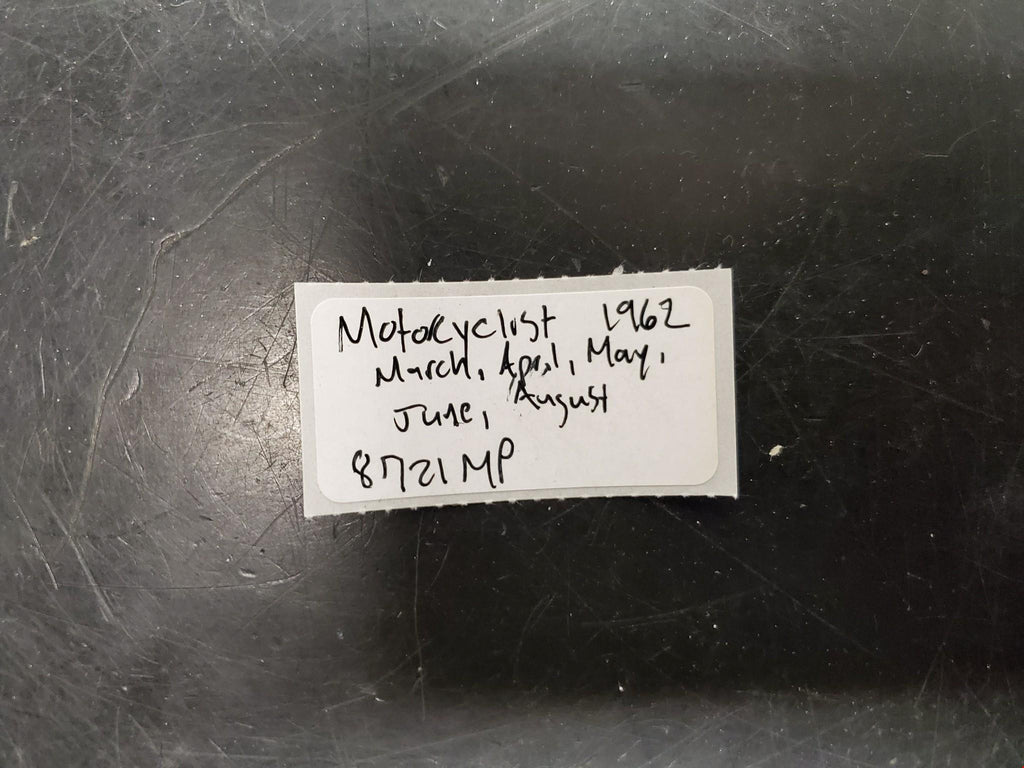 Motorcyclist 1962
March, April, May,
June, August
8721 MP